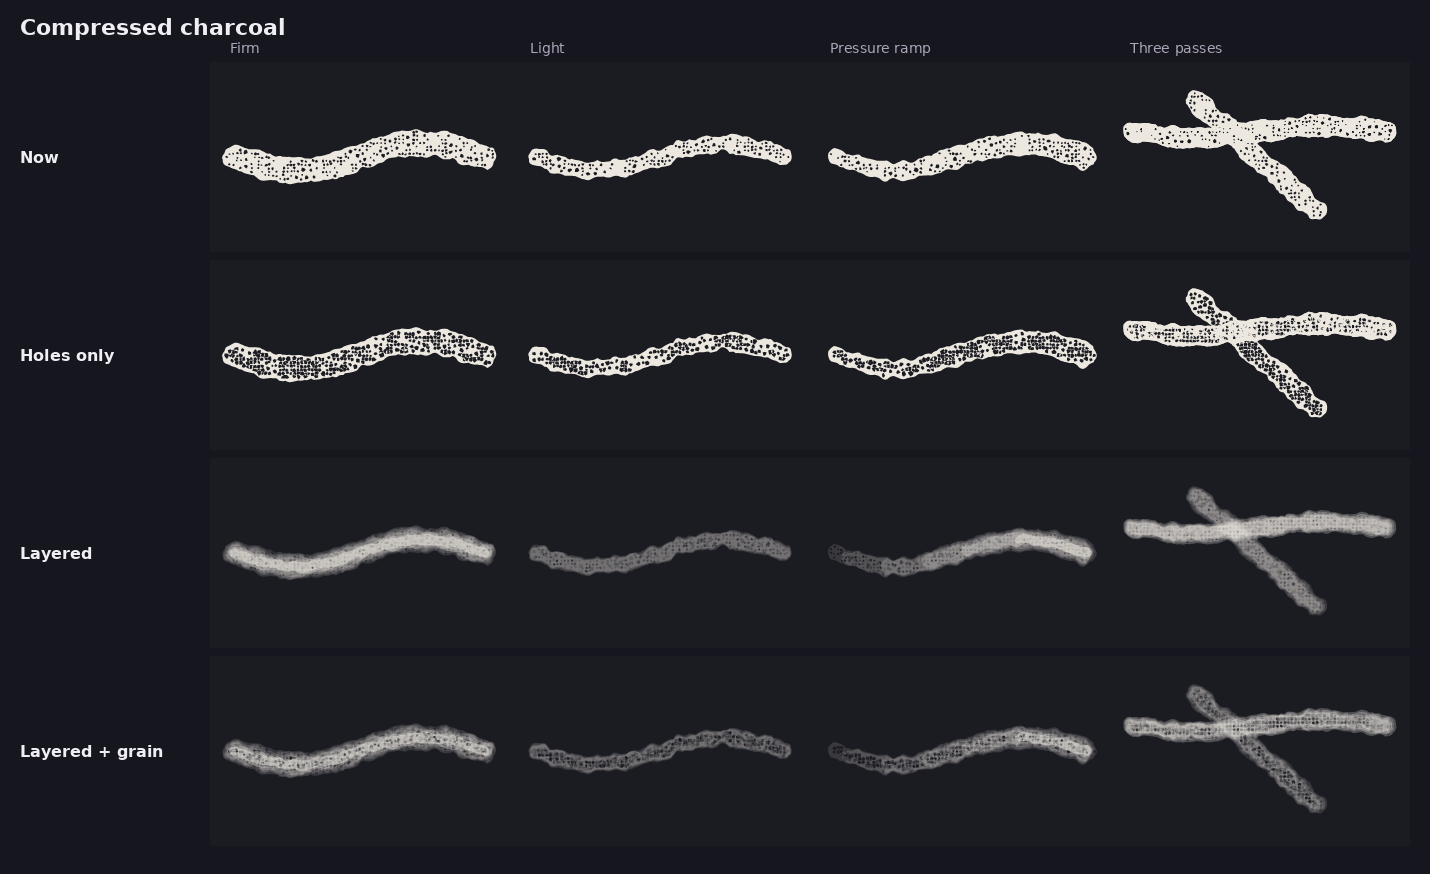 Compressed charcoal
Firm Light Pressure ramp Three passes
Now
Holes only
Layered
Layered + grain